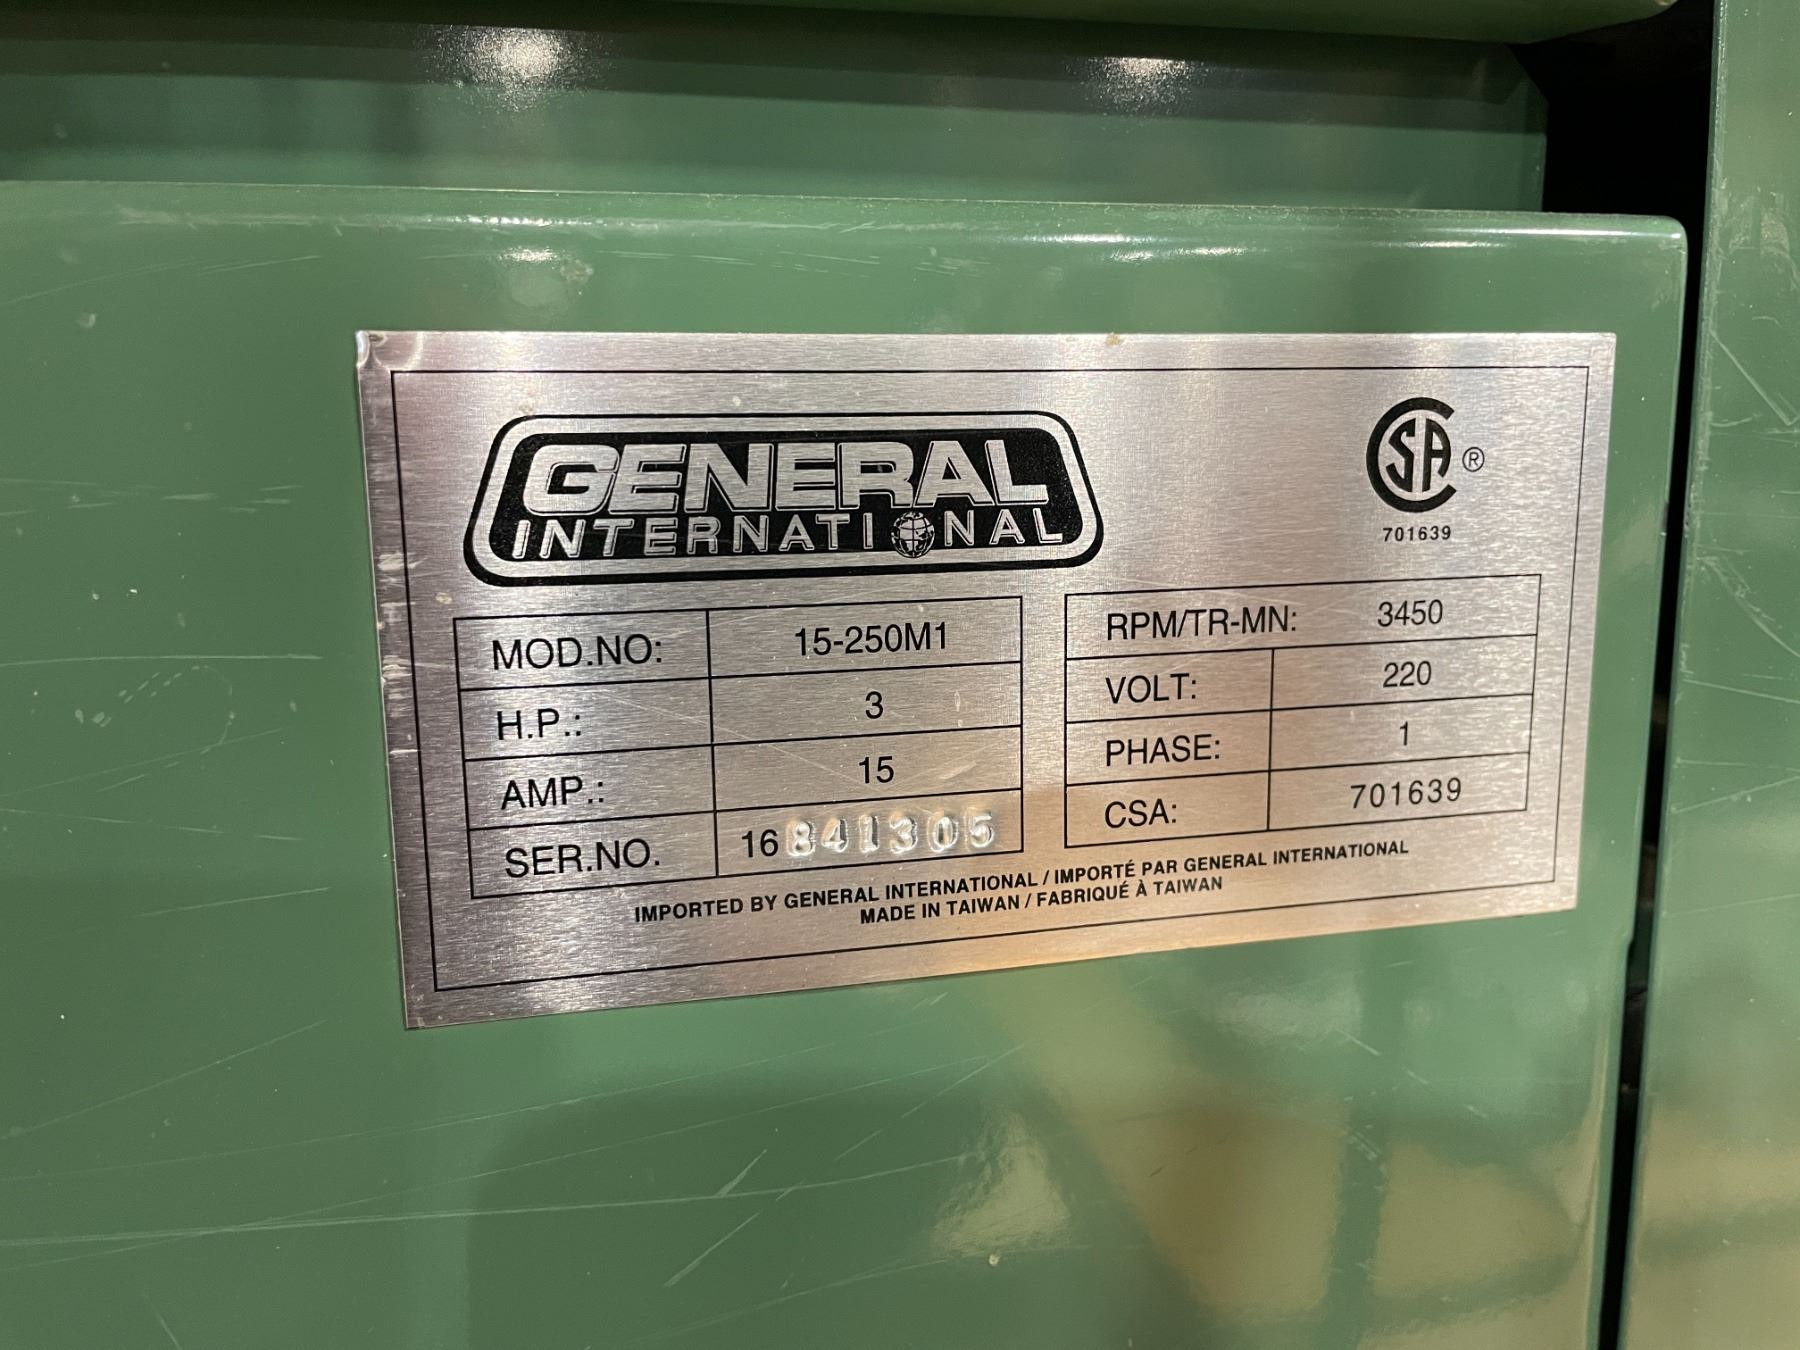 GENERAL
INTERNATIONAL
CSA ®
701639
MOD.NO: 15-250M1
H.P.: 3
AMP.: 15
SER.NO. 16841305
RPM/TR-MN: 3450
VOLT: 220
PHASE: 1
CSA: 701639
IMPORTED BY GENERAL INTERNATIONAL / IMPORTÉ PAR GENERAL INTERNATIONAL
MADE IN TAIWAN / FABRIQUÉ À TAIWAN